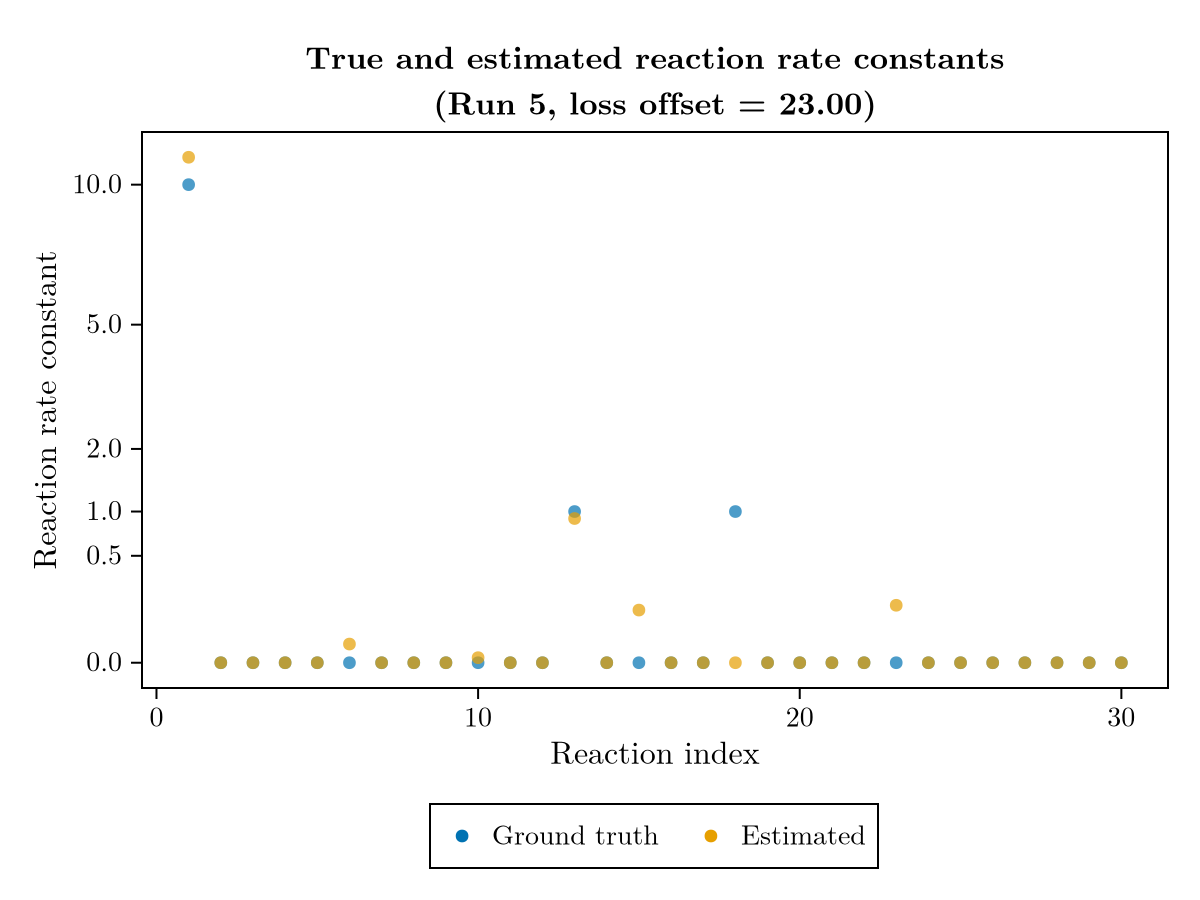 True and estimated reaction rate constants
(Run 5, loss offset = 23.00)
Reaction rate constant
10.0
5.0
2.0
1.0
0.5
0.0
0 10 20 30
Reaction index
Ground truth Estimated